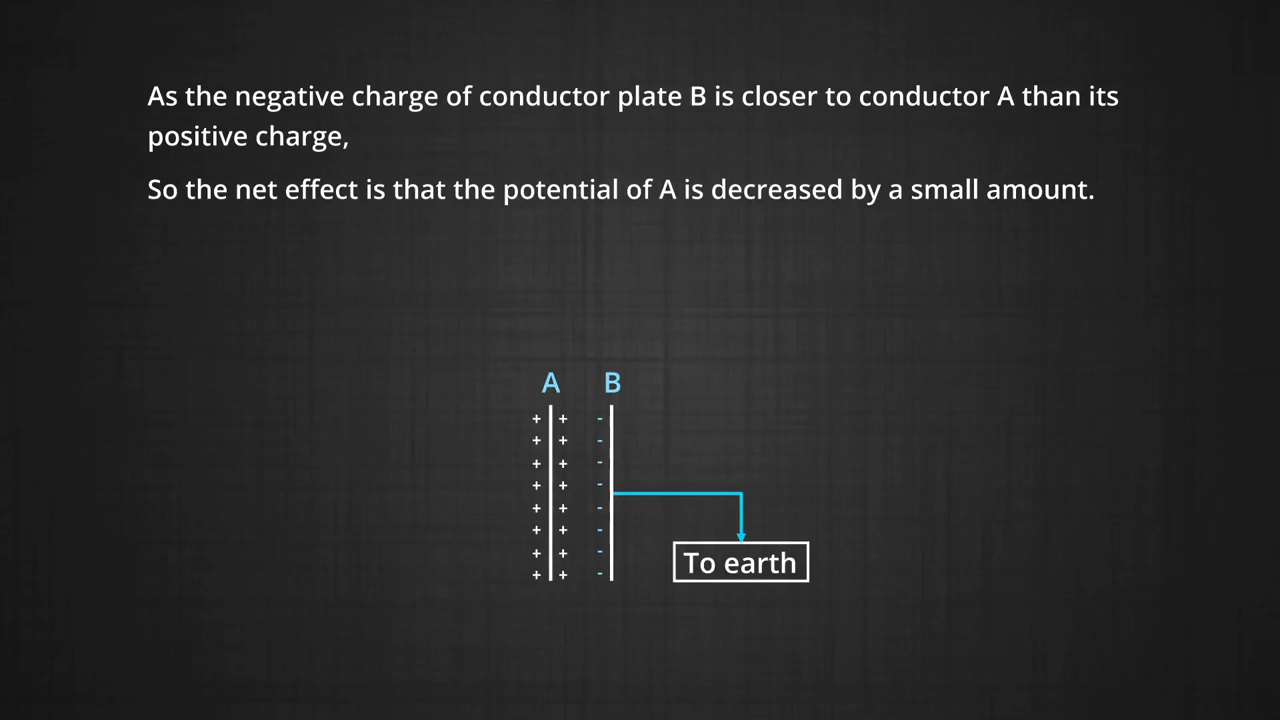 As the negative charge of conductor plate B is closer to conductor A than its
positive charge,
So the net effect is that the potential of A is decreased by a small amount.
A B
+ + -
+ + -
+ + -
+ + -
+ + -
+ + -
+ + -
+ + -
To earth